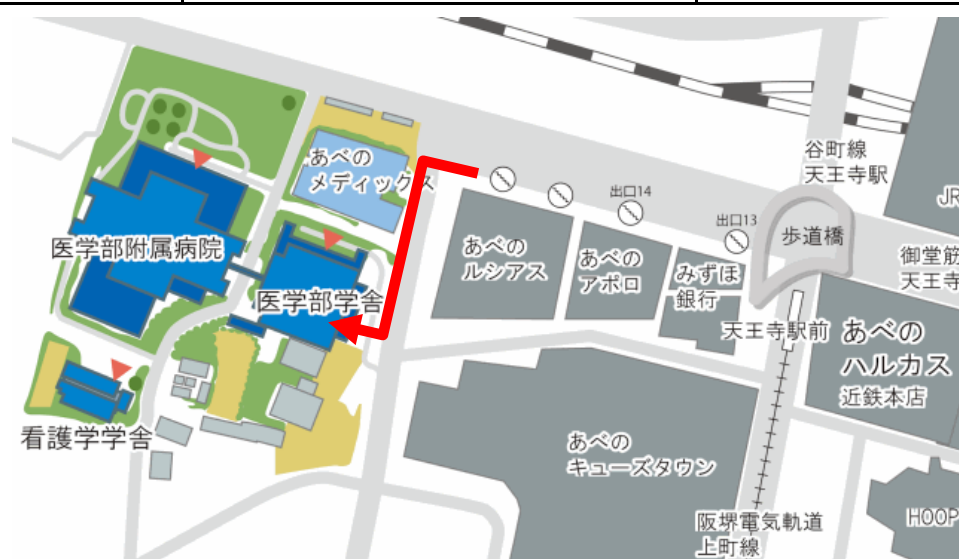 谷町線
天王寺駅
JR
あべの
メディックス
出口14
出口13
歩道橋
御堂筋
天王寺
医学部附属病院
あべの
ルシアス
あべの
アポロ
みずほ
銀行
医学部学舎
天王寺駅前
あべの
ハルカス
近鉄本店
看護学学舎
あべの
キューズタウン
阪堺電気軌道
上町線
HOOP